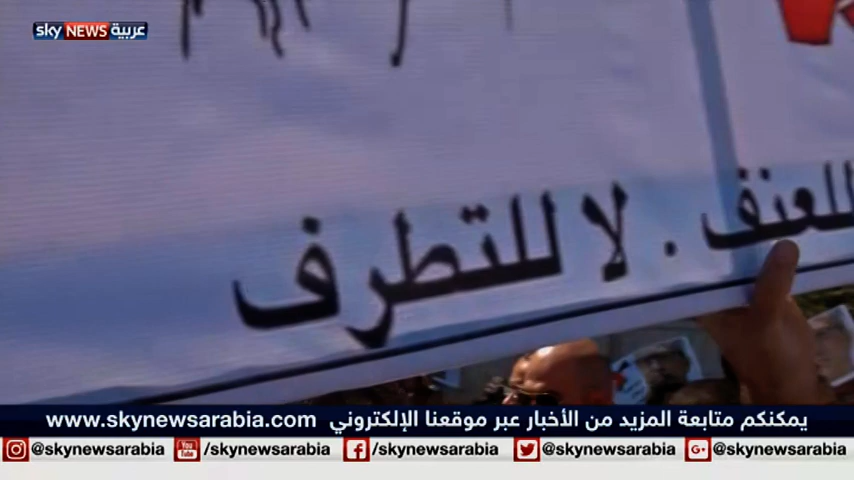 sky NEWS عربية
للعنف . لا للتطرف
يمكنكم متابعة المزيد من الأخبار عبر موقعنا الإلكتروني www.skynewsarabia.com
@skynewsarabia /skynewsarabia /skynewsarabia @skynewsarabia @skynewsarabia